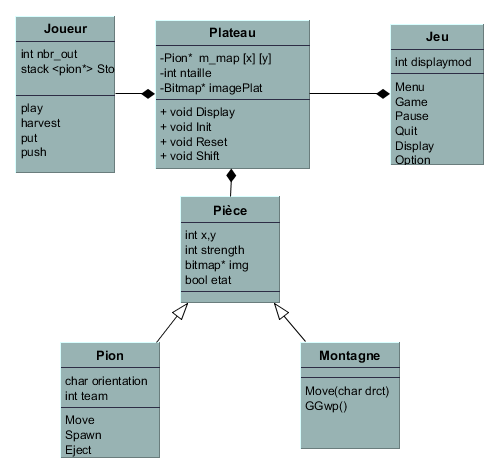 Joueur
int nbr_out
stack <pion*> Sto
play
harvest
put
push
Plateau
-Pion* m_map [x] [y]
-int ntaille
-Bitmap* imagePlat
+ void Display
+ void Init
+ void Reset
+ void Shift
Jeu
int displaymod
Menu
Game
Pause
Quit
Display
Option
Pièce
int x,y
int strength
bitmap* img
bool etat
Pion
char orientation
int team
Move
Spawn
Eject
Montagne
Move(char drct)
GGwp()